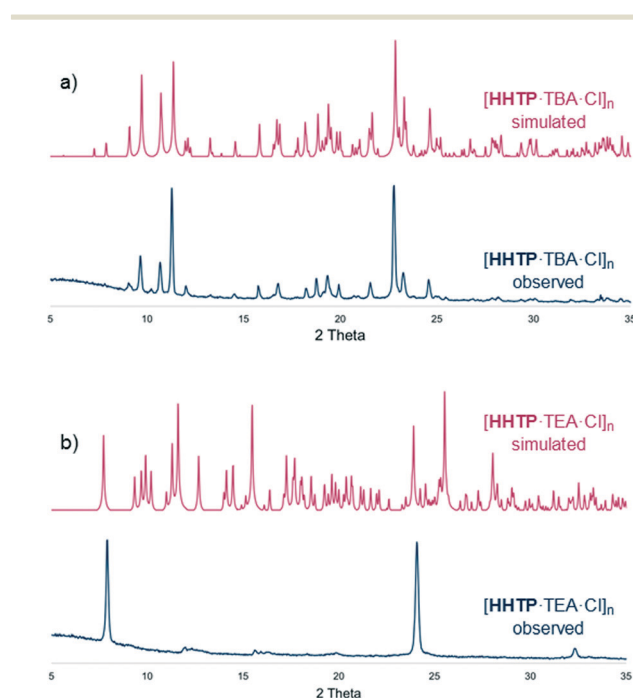 a)
[HHTP·TBA·Cl]n
simulated
[HHTP·TBA·Cl]n
observed
5 10 15 20 25 30 35
2 Theta
b)
[HHTP·TEA·Cl]n
simulated
[HHTP·TEA·Cl]n
observed
5 10 15 20 25 30 35
2 Theta